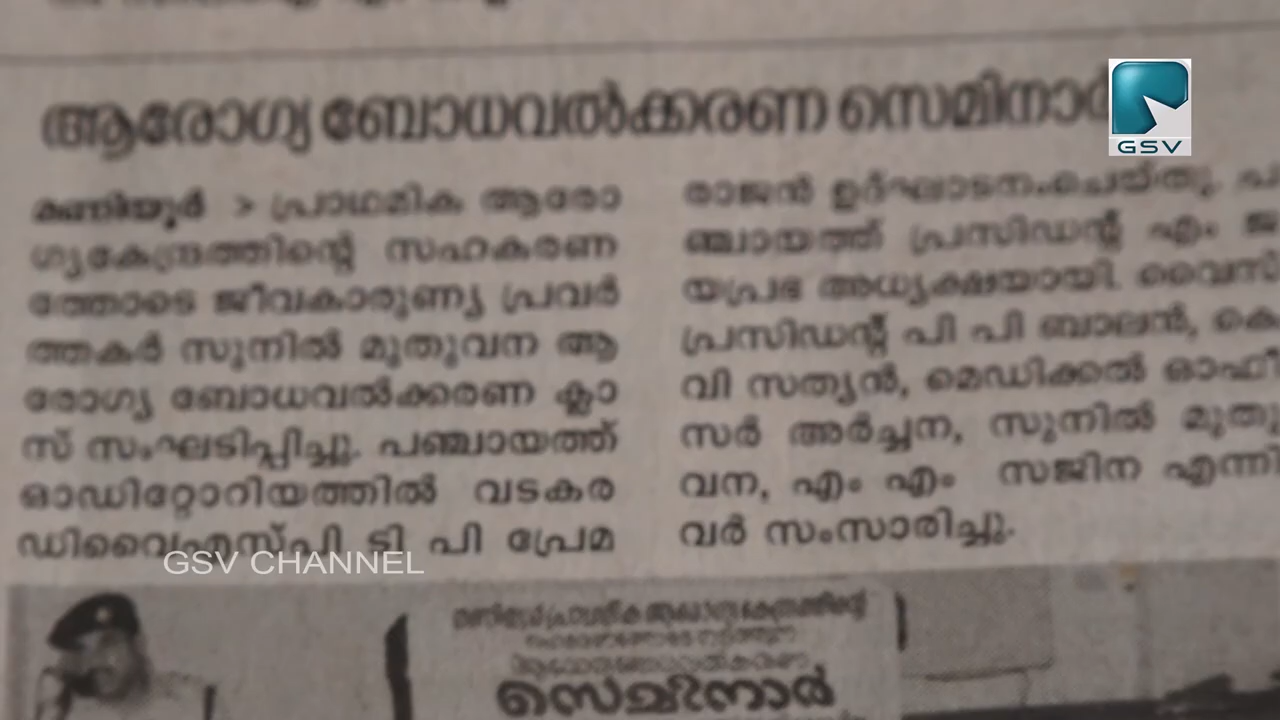 ആരോഗ്യ ബോധവൽക്കരണ സെമിനാർ
GSV
മണിയൂർ > പ്രാഥമിക ആരോ
ഗ്യകേന്ദ്രത്തിന്റെ സഹകരണ
ത്തോടെ ജീവകാരുണ്യ പ്രവർ
ത്തകർ സുനിൽ മുതുവന ആ
രോഗ്യ ബോധവൽക്കരണ ക്ലാ
സ് സംഘടിപ്പിച്ചു. പഞ്ചായത്ത്
ഓഡിറ്റോറിയത്തിൽ വടകര
ഡിവൈഎസ്പി ടി പി പ്രേമ
രാജൻ ഉദ്ഘാടനംചെയ്തു. പ
ഞ്ചായത്ത് പ്രസിഡന്റ് എം ജ
യപ്രഭ അധ്യക്ഷയായി. വൈസ്
പ്രസിഡന്റ് പി പി ബാലൻ, കെ
വി സത്യൻ, മെഡിക്കൽ ഓഫീ
സർ അർച്ചന, സുനിൽ മുതു
വന, എം എം സജിന എന്നി
വർ സംസാരിച്ചു.
GSV CHANNEL
സെമിനാർ